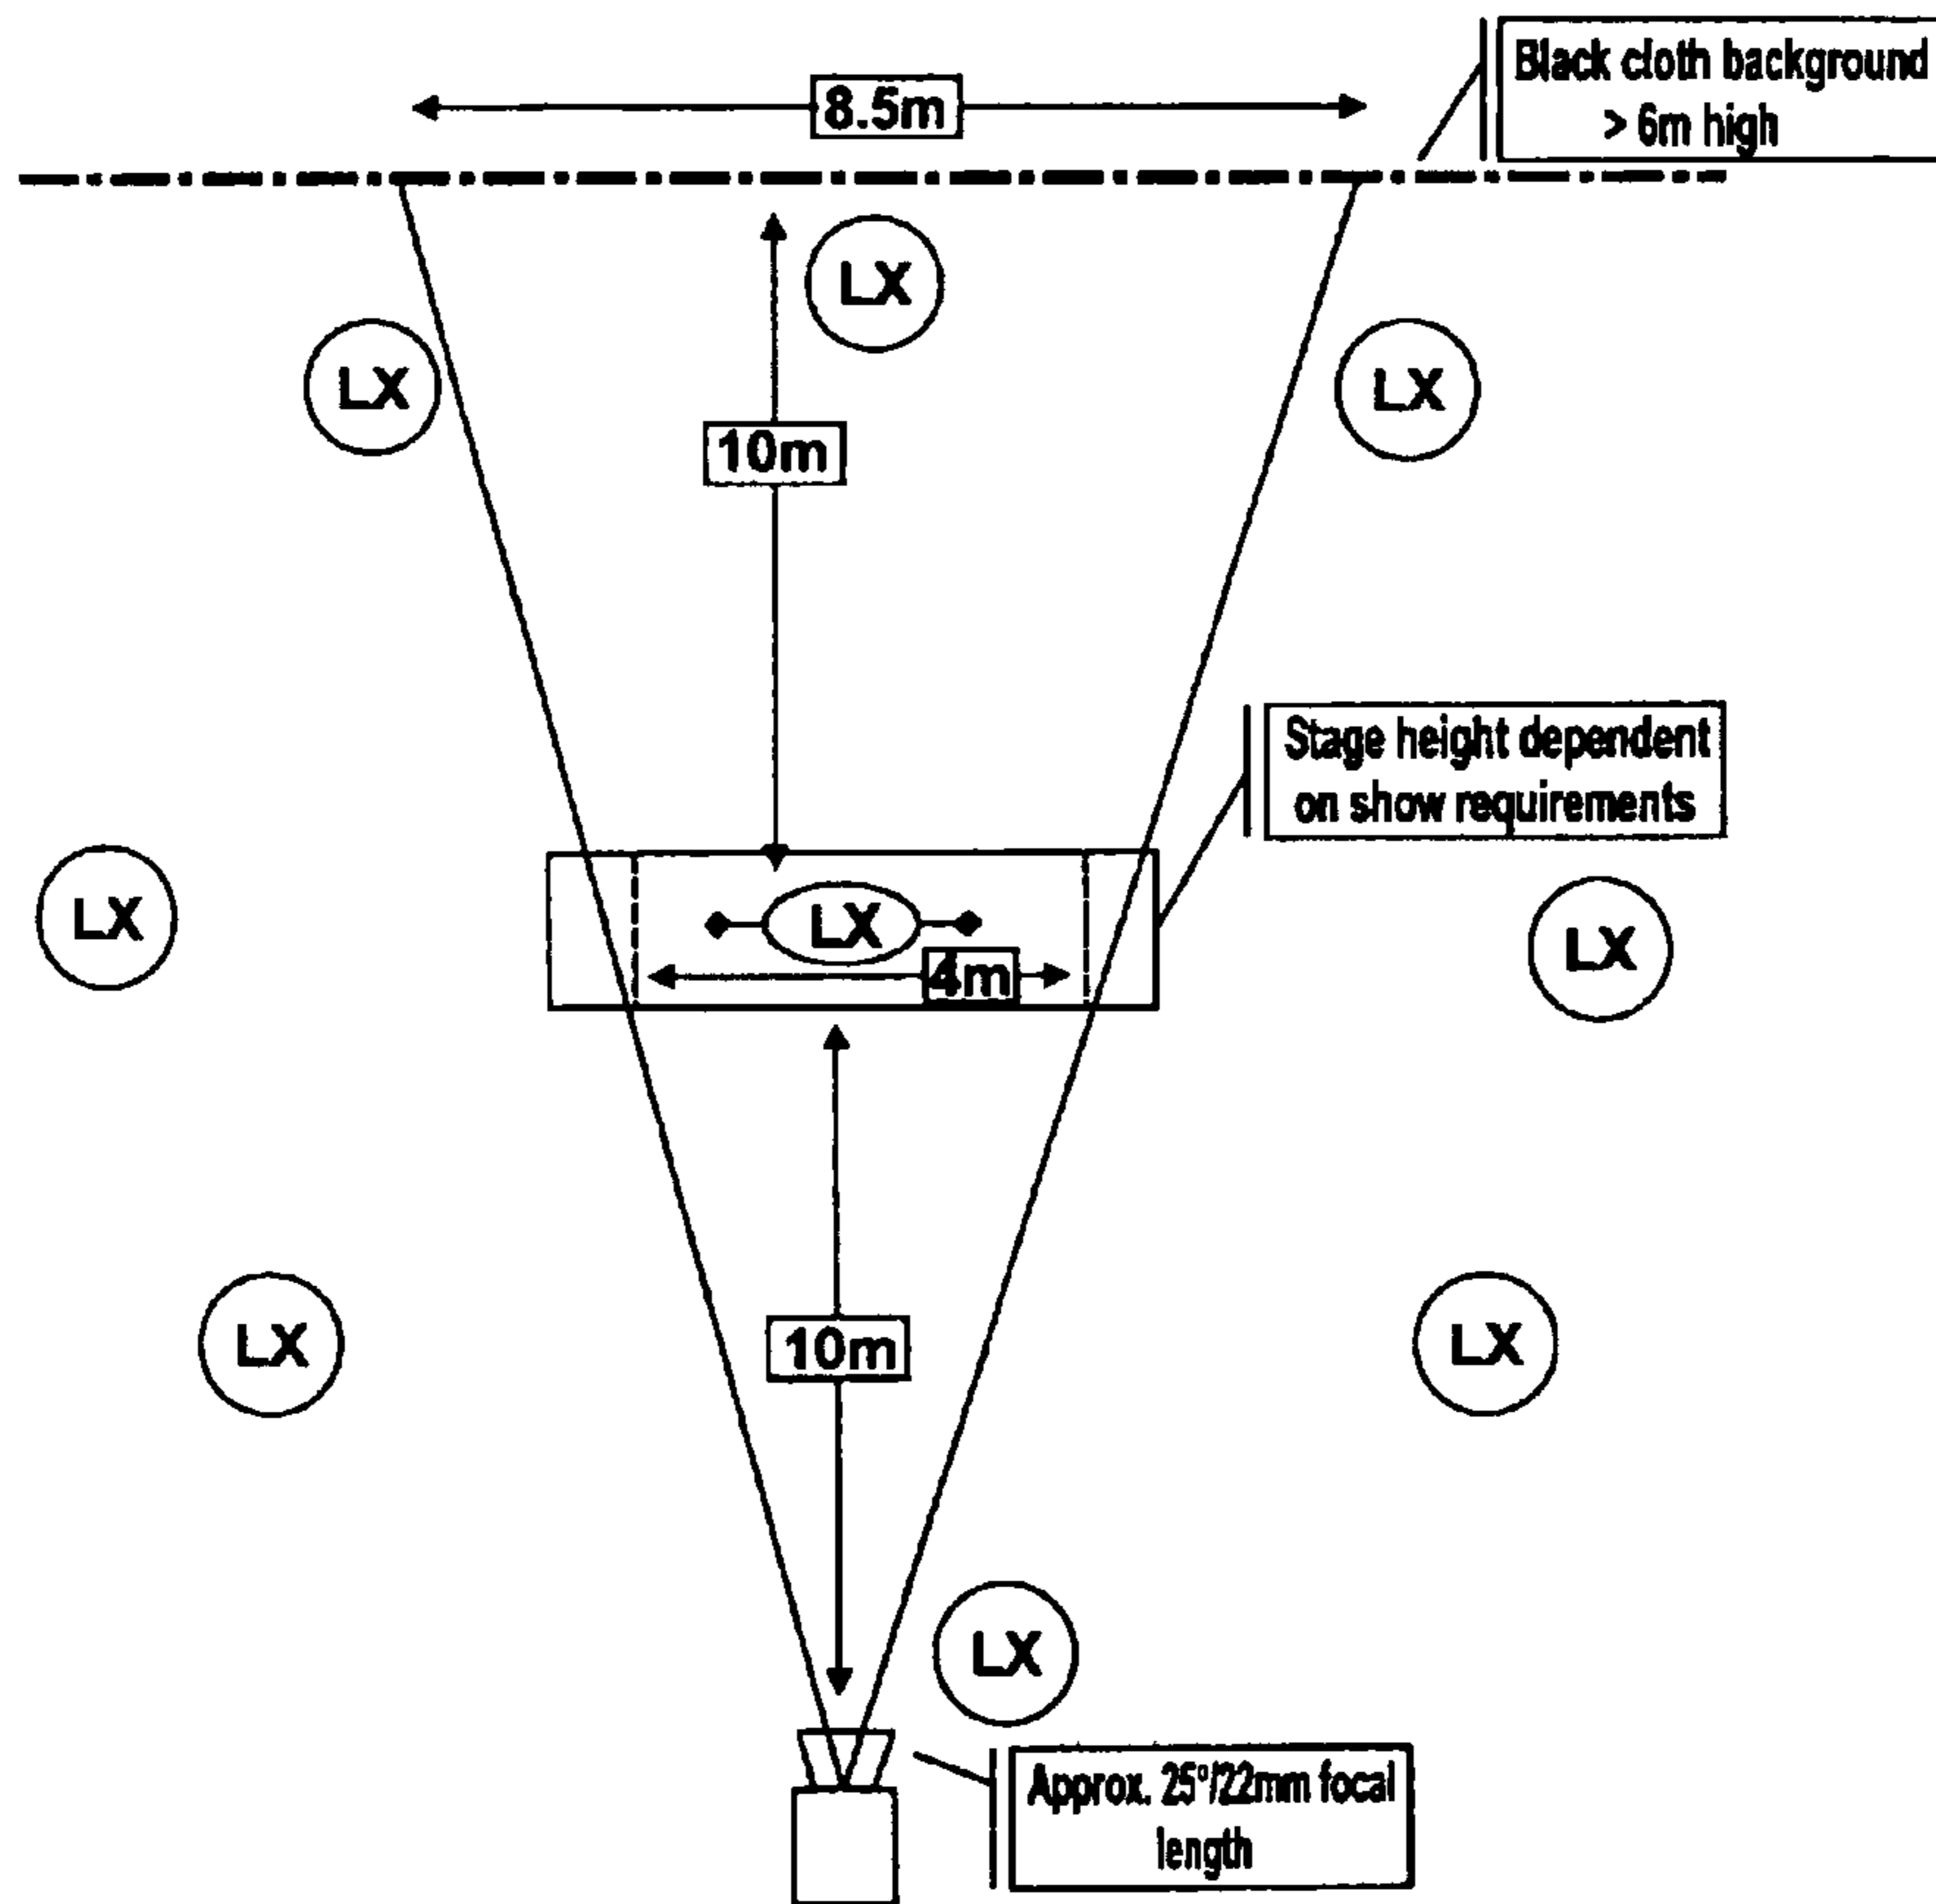 Black cloth background
> 6m high
8.5m
LX
LX
LX
10m
Stage height dependent
on show requirements
LX
LX
LX
4m
LX
LX
10m
LX
Approx. 25°/22mm focal
length